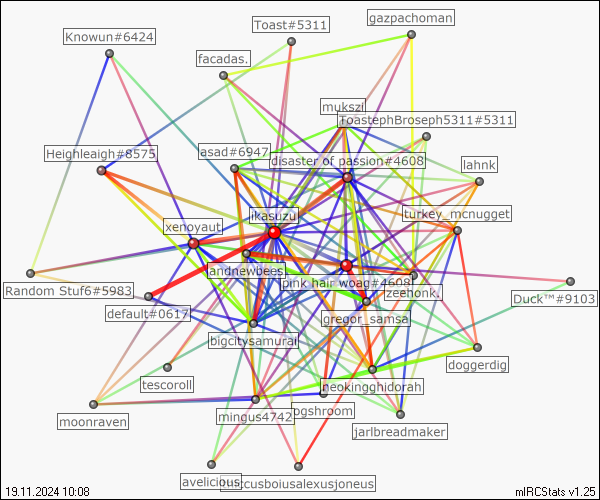 gazpachoman
Toast#5311
Knowun#6424
facadas.
mukszi
ToastephBroseph5311#5311
Heighleaigh#8575
asad#6947
disaster of passion#4608
lahnk
ikasuzu
turkey_mcnugget
xenoyaut
andnewbees
pink hair woag#4608
Random Stuf6#5983
zeehonk.
Duck™#9103
default#0617
gregor_samsa
bigcitysamurai
doggerdig
tescoroll
neokingghidorah
moonraven
mingus4742
pgshroom
jarlbreadmaker
avelicious
19.11.2024 10:08
mIRCStats v1.25